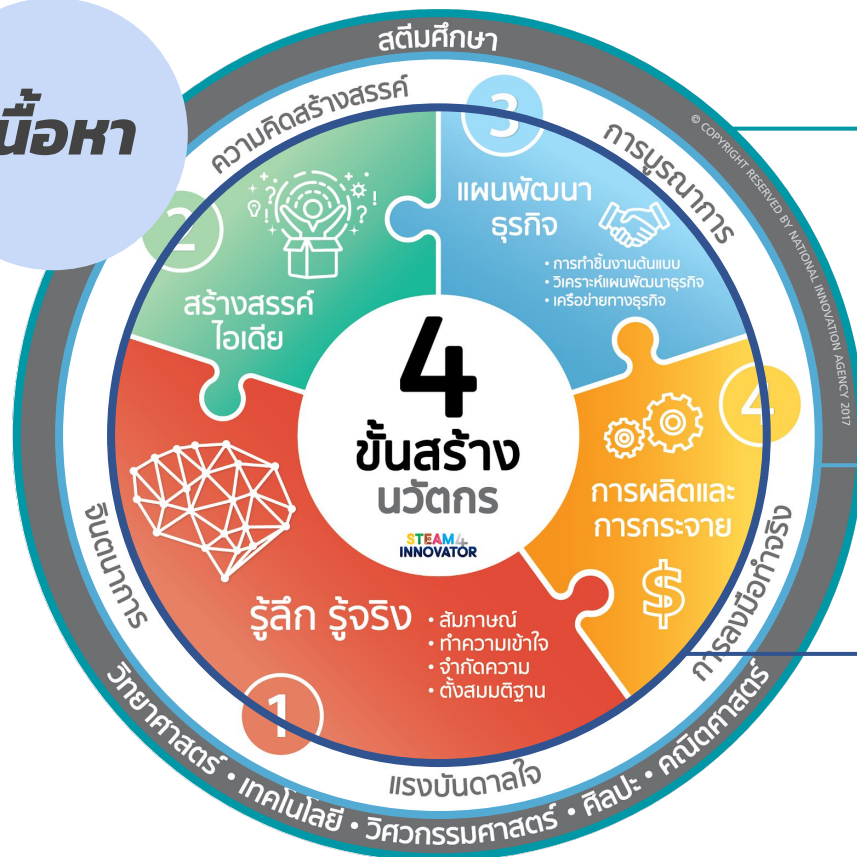 นื้อหา
สตีมศึกษา
© COPYRIGHT RESERVED BY NATIONAL INNOVATION AGENCY 2017
ความคิดสร้างสรรค์
การบูรณาการ
จินตนาการ
การลงมือทำจริง
แรงบันดาลใจ
วิทยาศาสตร์ • เทคโนโลยี • วิศวกรรมศาสตร์ • ศิลปะ • คณิตศาสตร์
4
ขั้นสร้าง
นวัตกร
STEAM4
INNOVATOR
1
รู้ลึก รู้จริง
• สัมภาษณ์
• ทำความเข้าใจ
• จำกัดความ
• ตั้งสมมติฐาน
2
สร้างสรรค์
ไอเดีย
3
แผนพัฒนา
ธุรกิจ
• การทำชิ้นงานต้นแบบ
• วิเคราะห์แผนพัฒนาธุรกิจ
• เครือข่ายทางธุรกิจ
4
การผลิตและ
การกระจาย
$